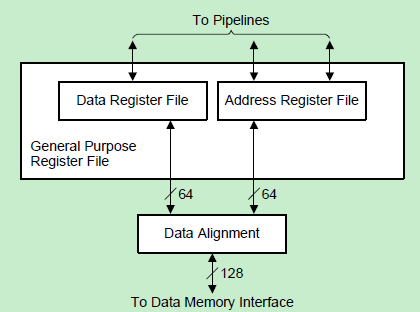 To Pipelines
Data Register File
Address Register File
General Purpose
Register File
64
64
Data Alignment
128
To Data Memory Interface